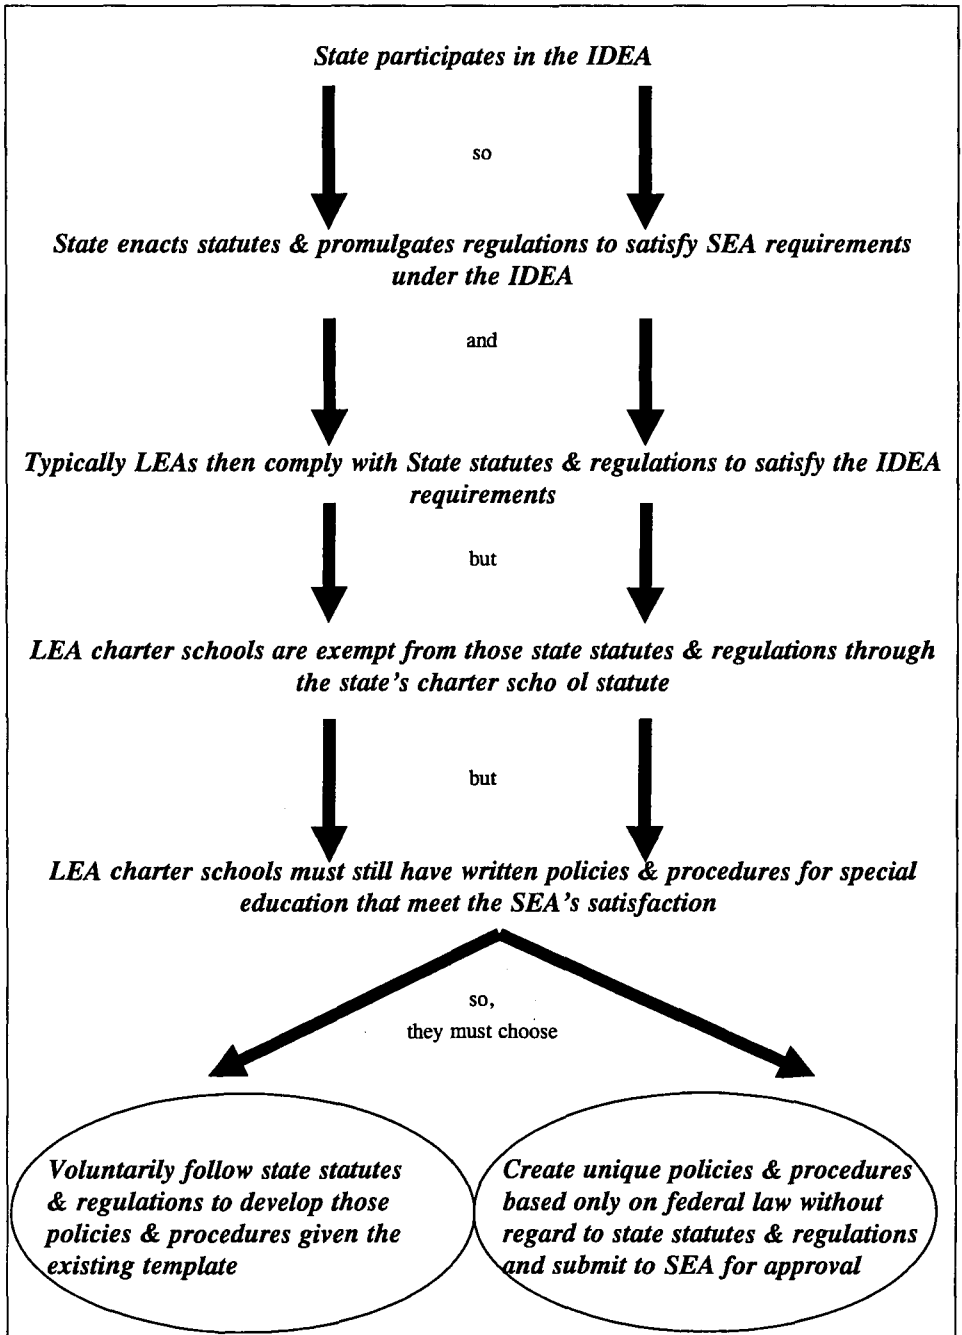 State participates in the IDEA
so
State enacts statutes & promulgates regulations to satisfy SEA requirements
under the IDEA
and
Typically LEAs then comply with State statutes & regulations to satisfy the IDEA
requirements
but
LEA charter schools are exempt from those state statutes & regulations through
the state's charter scho ol statute
but
LEA charter schools must still have written policies & procedures for special
education that meet the SEA's satisfaction
so,
they must choose
Voluntarily follow state statutes
& regulations to develop those
policies & procedures given the
existing template
Create unique policies & procedures
based only on federal law without
regard to state statutes & regulations
and submit to SEA for approval